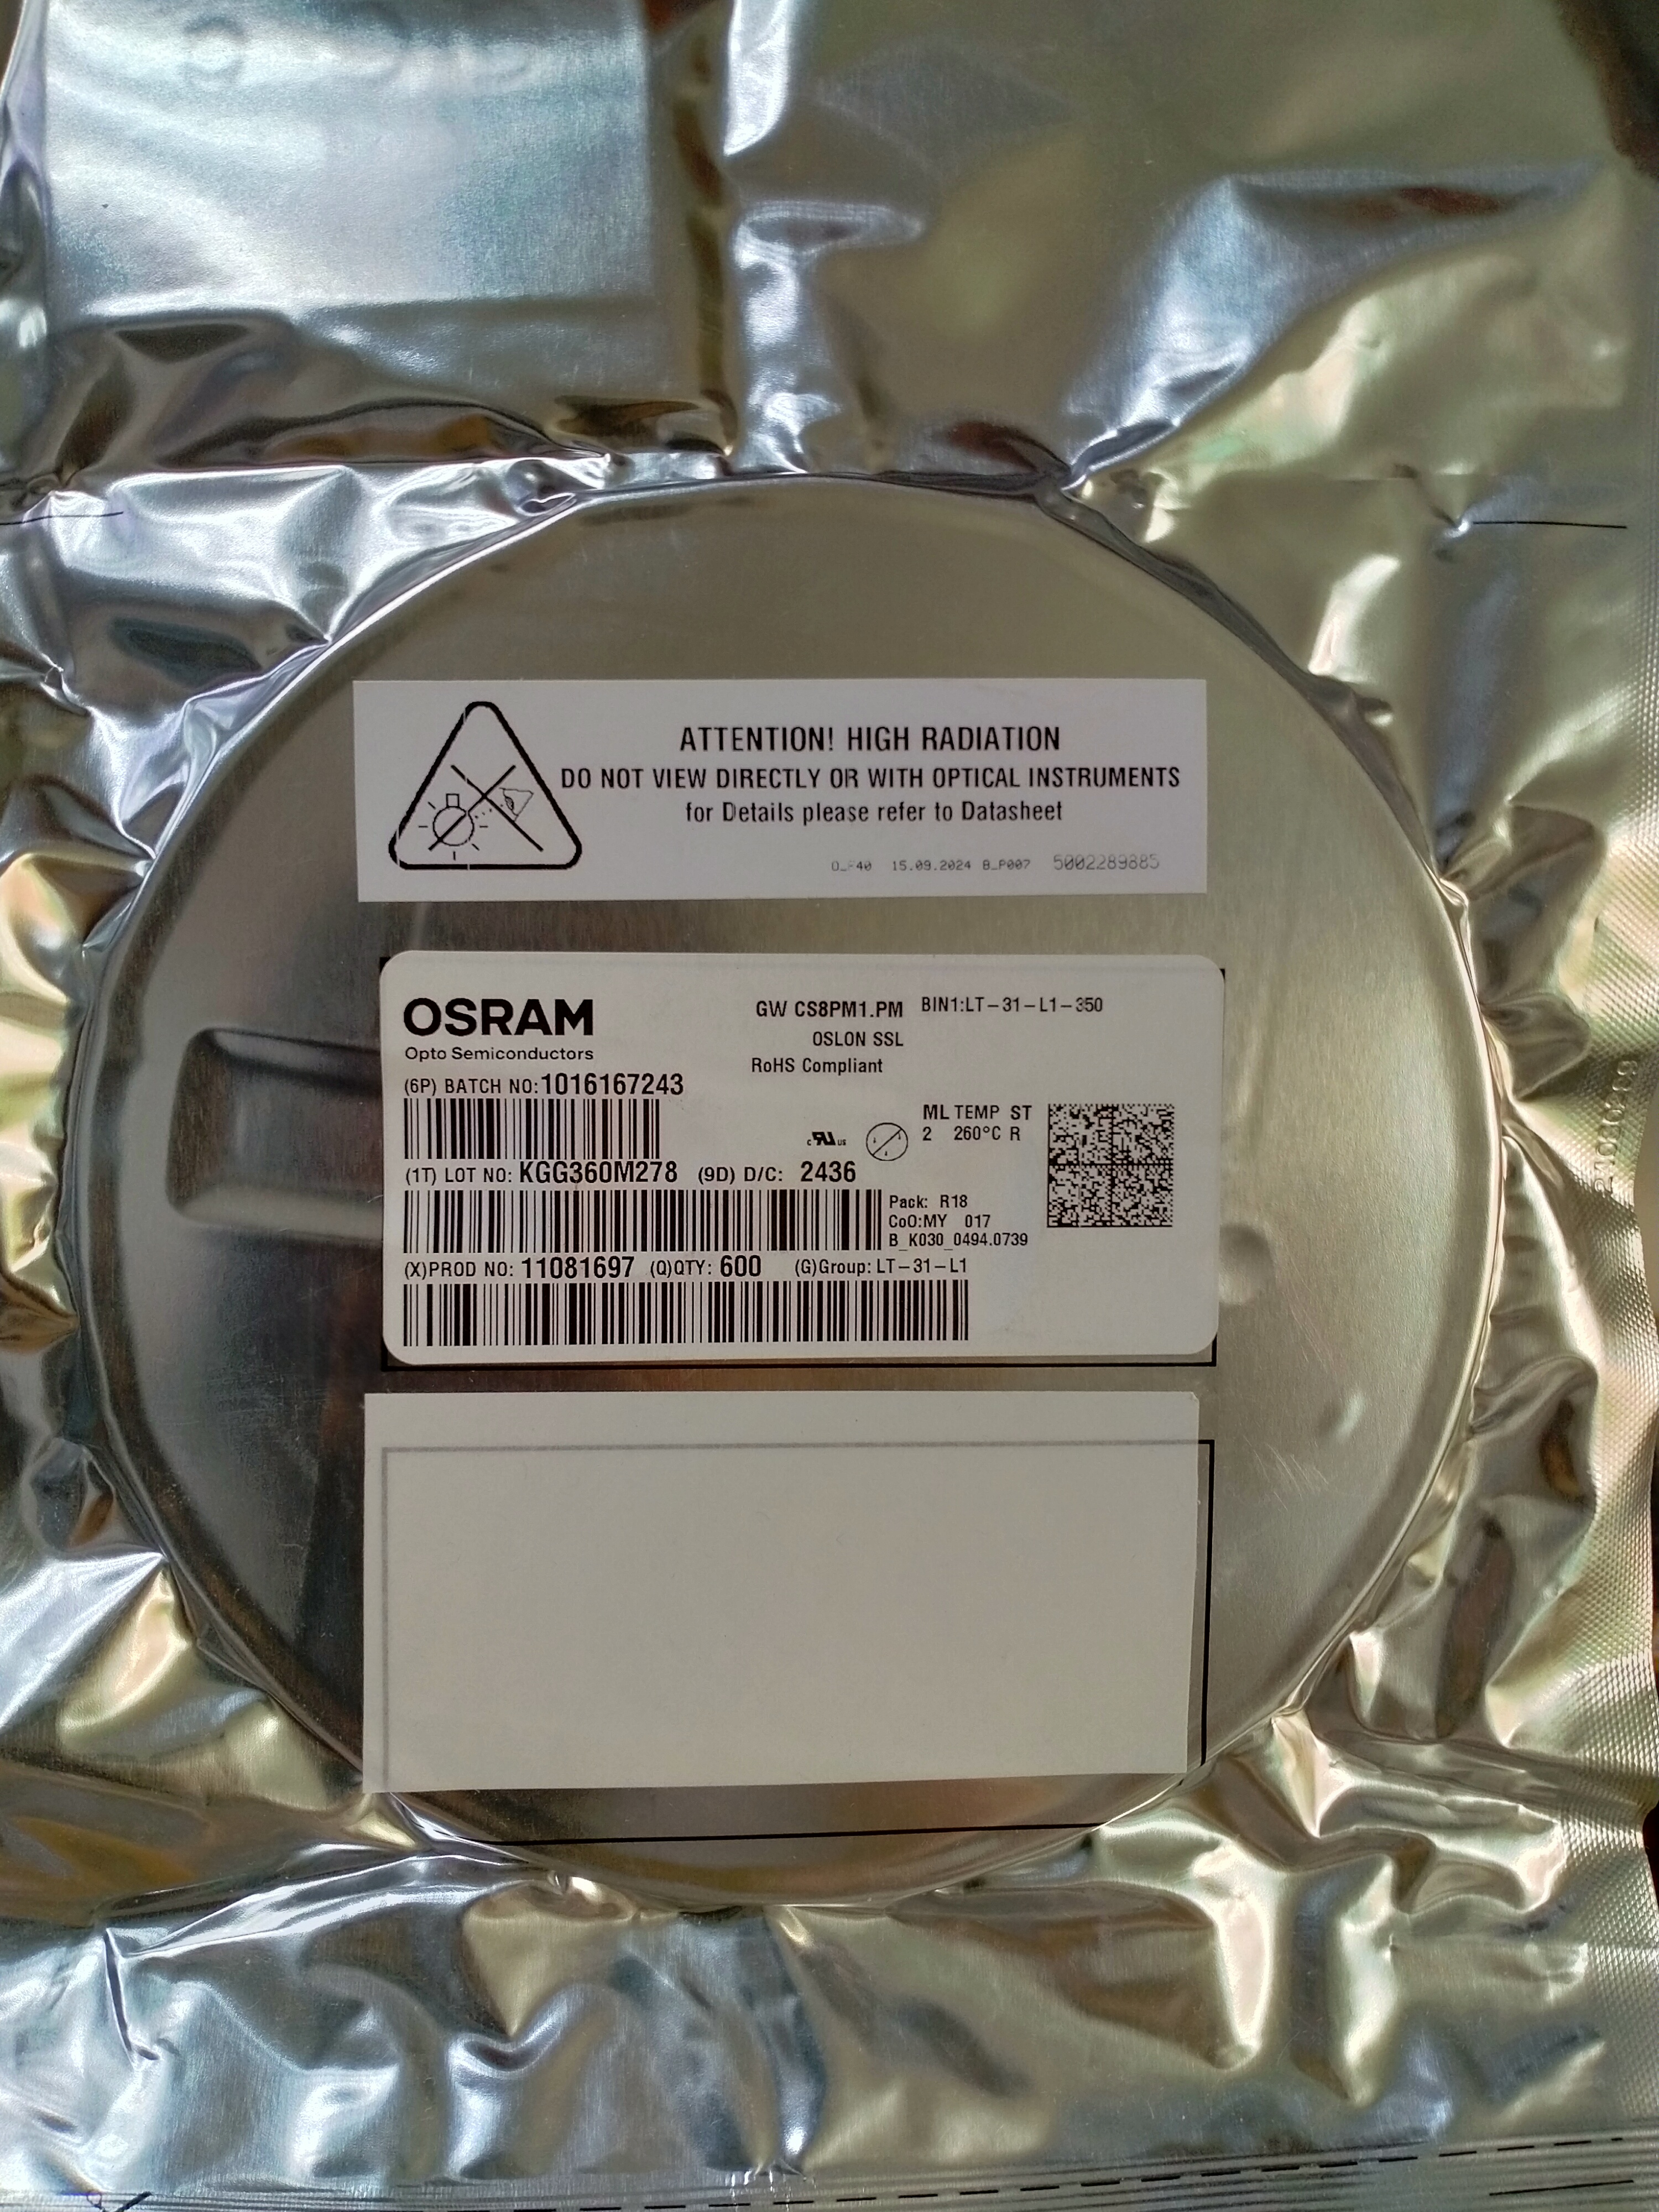 ATTENTION! HIGH RADIATION
DO NOT VIEW DIRECTLY OR WITH OPTICAL INSTRUMENTS
for Details please refer to Datasheet
15.09.2024 B_P007 5002289885
OSRAM
Opto Semiconductors
GW CS8PM1.PM BIN1:LT-31-L1-350
OSLON SSL
RoHS Compliant
(6P) BATCH NO:1016167243
ML TEMP ST
2 260°C R
(1T) LOT NO: KGG360M278 (9D) D/C: 2436
Pack: R18
CoO:MY 017
B_K030_0494.0739
(X)PROD NO: 11081697 (Q)QTY: 600 (G)Group: LT-31-L1